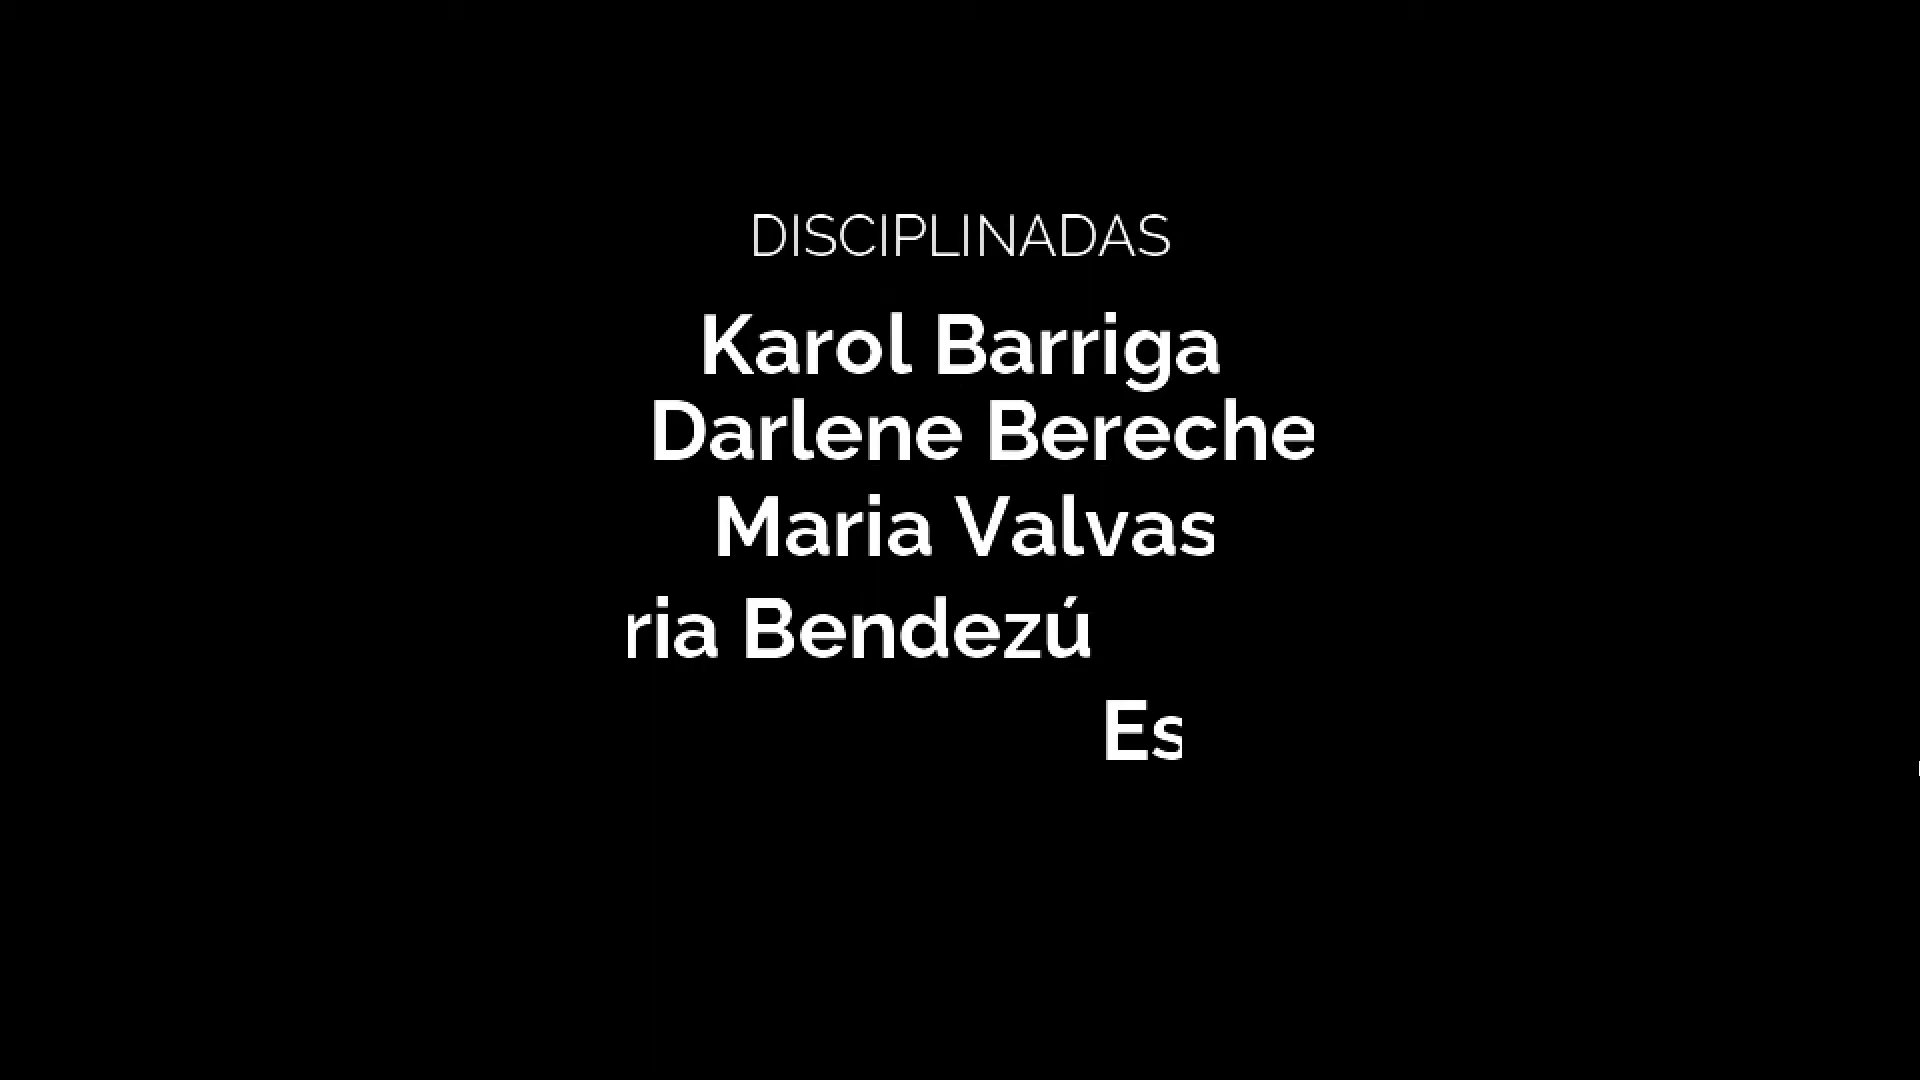 DISCIPLINADAS
Karol Barriga
Darlene Bereche
Maria Valvas
ria Bendezú
Es